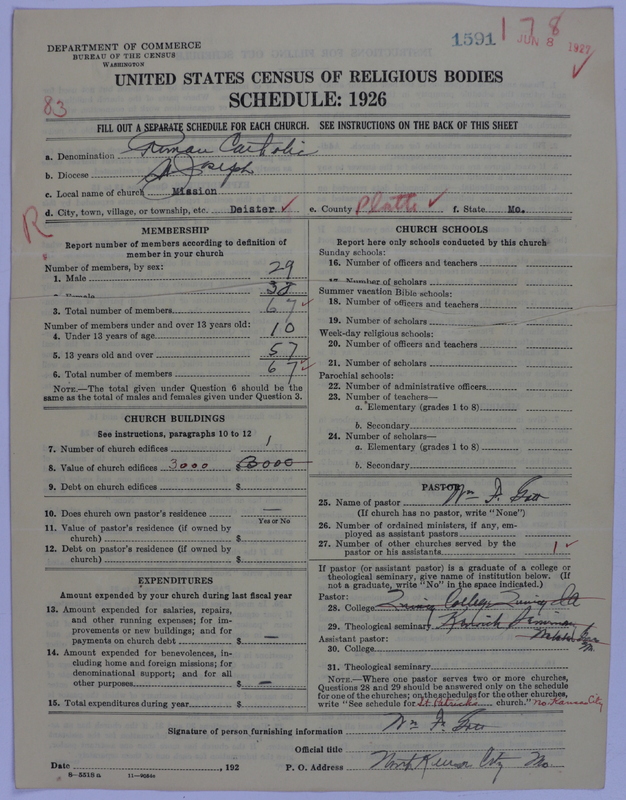 1591 178
JUN 8 1927
DEPARTMENT OF COMMERCE
BUREAU OF THE CENSUS
WASHINGTON
UNITED STATES CENSUS OF RELIGIOUS BODIES
SCHEDULE: 1926
83
FILL OUT A SEPARATE SCHEDULE FOR EACH CHURCH. SEE INSTRUCTIONS ON THE BACK OF THIS SHEET
a. Denomination Roman Catholic
b. Diocese St Joseph
c. Local name of church Mission
d. City, town, village, or township, etc. Deister e. County Platte f. State Mo.
R
MEMBERSHIP
Report number of members according to definition of
member in your church
Number of members, by sex:
1. Male 29
2. Female 38
3. Total number of members 67
Number of members under and over 13 years old:
4. Under 13 years of age 10
5. 13 years old and over 57
6. Total number of members 67
NOTE.—The total given under Question 6 should be
same as the total of males and females given under Question 3.
CHURCH BUILDINGS
See instructions, paragraphs 10 to 12
7. Number of church edifices 1
8. Value of church edifices 3000 $ 3000
9. Debt on church edifices $
10. Does church own pastor's residence —
Yes or No
11. Value of pastor's residence (if owned by
church) $
12. Debt on pastor's residence (if owned by
church) $
EXPENDITURES
Amount expended by your church during last fiscal year
13. Amount expended for salaries, repairs,
and other running expenses; for im-
provements or new buildings; and for
payments on church debt $ —
14. Amount expended for benevolences, in-
cluding home and foreign missions; for
denominational support; and for all
other purposes $ —
15. Total expenditures during year $
CHURCH SCHOOLS
Report here only schools conducted by this church
Sunday schools:
16. Number of officers and teachers
17. Number of scholars
Summer vacation Bible schools:
18. Number of officers and teachers
19. Number of scholars
Week-day religious schools:
20. Number of officers and teachers
21. Number of scholars
Parochial schools:
22. Number of administrative officers
23. Number of teachers—
a. Elementary (grades 1 to 8)
b. Secondary
24. Number of scholars—
a. Elementary (grades 1 to 8)
b. Secondary
PASTOR
25. Name of pastor Wm F.
(If church has no pastor, write "None")
26. Number of ordained ministers, if any, em-
ployed as assistant pastors
27. Number of other churches served by the
pastor or his assistants 1
If pastor (or assistant pastor) is a graduate of a college or
theological seminary, give name of institution below. (If
not a graduate, write "No" in the space indicated.)
Pastor:
28. College Quincy College Quincy
29. Theological seminary Kenrick Seminary
Webster
Assistant pastor:
30. College
31. Theological seminary
NOTE.—Where one pastor serves two or more churches,
Questions 28 and 29 should be answered only on the schedule
for one of the churches; on the schedules for the other churches,
write "See schedule for St Patricks church." No. Kansas City
Signature of person furnishing information Wm F.
Official title
Date , 192 P. O. Address North Kansas City Mo.
8—5519 a 11—9054